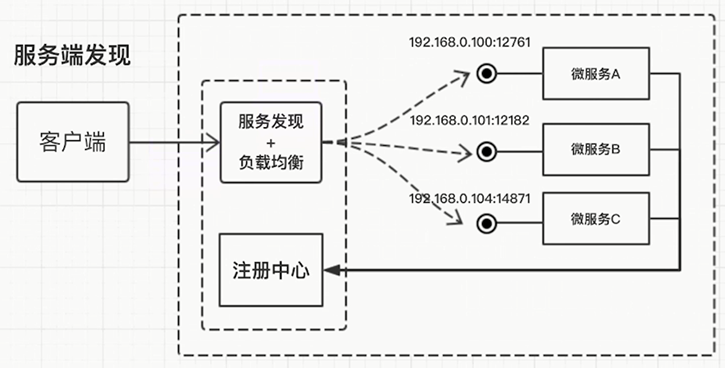 服务端发现
客户端
服务发现
+
负载均衡
注册中心
192.168.0.100:12761
微服务A
192.168.0.101:12182
微服务B
192.168.0.104:14871
微服务C